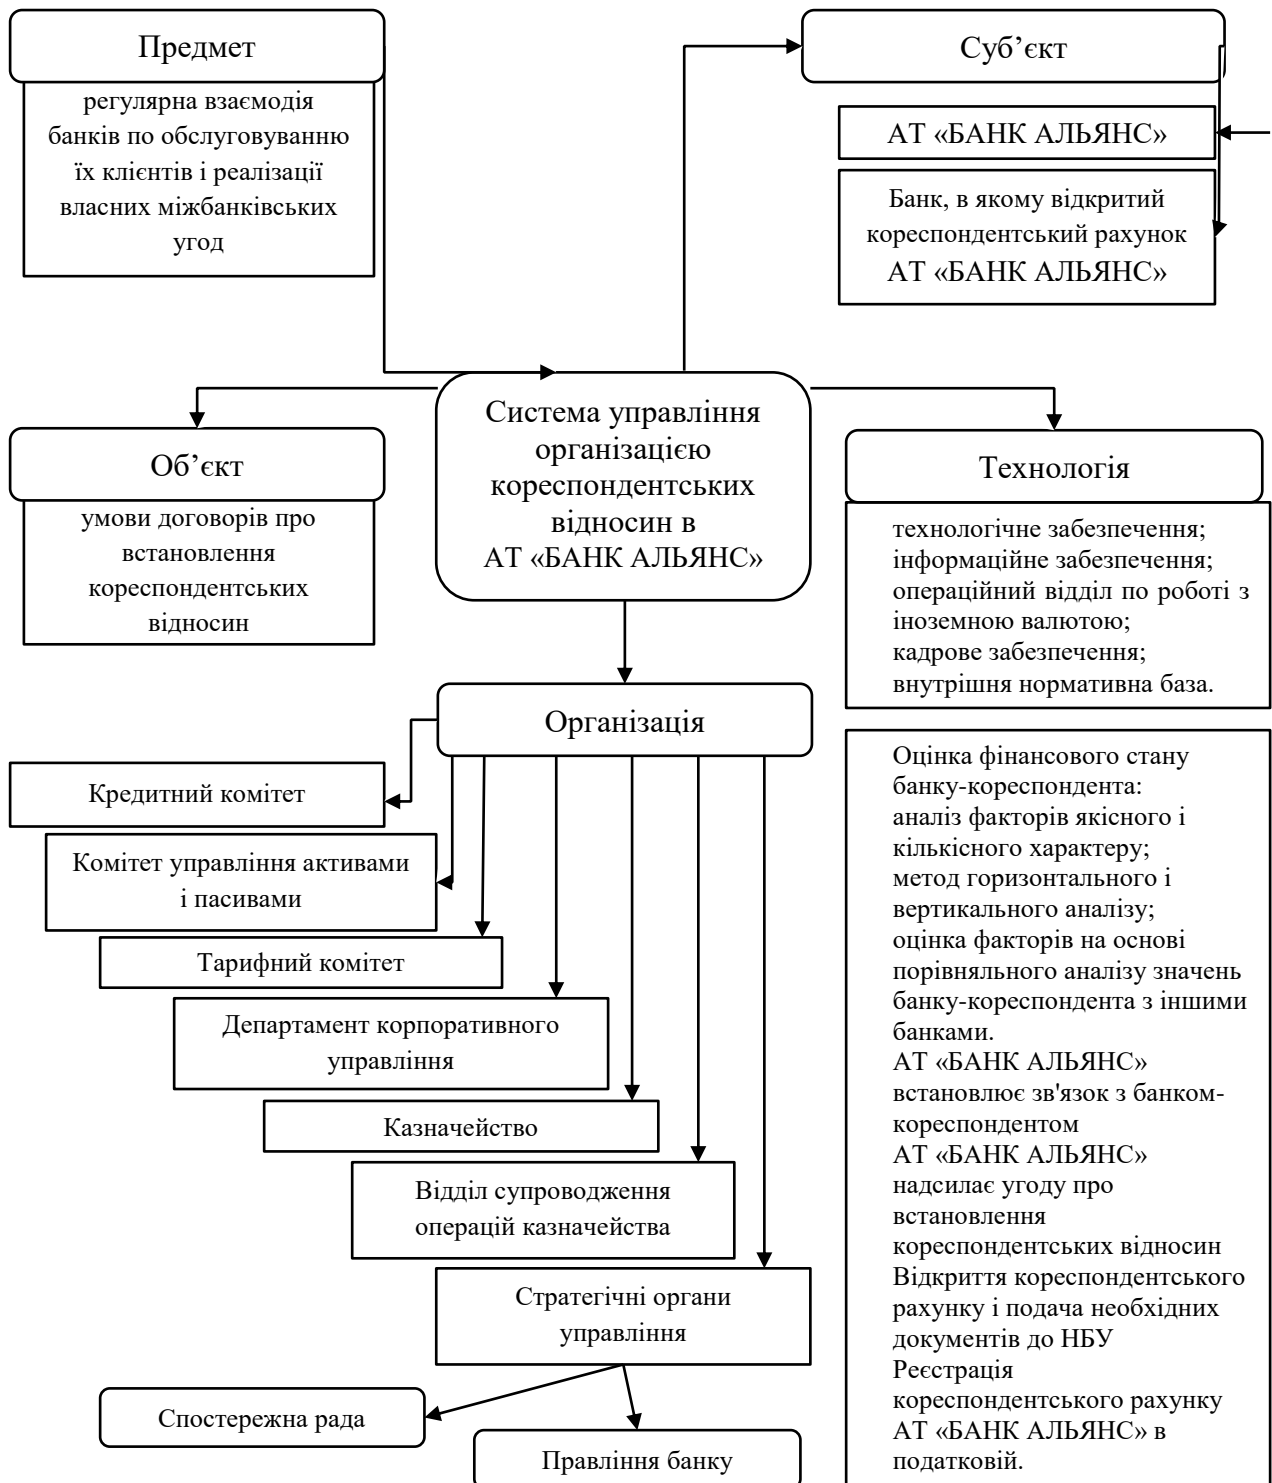 Предмет
регулярна взаємодія
банків по обслуговуванню
їх клієнтів і реалізації
власних міжбанківських
угод
Суб’єкт
АТ «БАНК АЛЬЯНС»
Банк, в якому відкритий
кореспондентський рахунок
АТ «БАНК АЛЬЯНС»
Система управління
організацією
кореспондентських
відносин в
АТ «БАНК АЛЬЯНС»
Об’єкт
умови договорів про
встановлення
кореспондентських
відносин
Технологія
технологічне забезпечення;
інформаційне забезпечення;
операційний відділ по роботі з
іноземною валютою;
кадрове забезпечення;
внутрішня нормативна база.
Організація
Кредитний комітет
Комітет управління активами
і пасивами
Тарифний комітет
Департамент корпоративного
управління
Казначейство
Відділ супроводження
операцій казначейства
Стратегічні органи
управління
Спостережна рада
Правління банку
Оцінка фінансового стану
банку-кореспондента:
аналіз факторів якісного і
кількісного характеру;
метод горизонтального і
вертикального аналізу;
оцінка факторів на основі
порівняльного аналізу значень
банку-кореспондента з іншими
банками.
АТ «БАНК АЛЬЯНС»
встановлює зв'язок з банком-
кореспондентом
АТ «БАНК АЛЬЯНС»
надсилає угоду про
встановлення
кореспондентських відносин
Відкриття кореспондентського
рахунку і подача необхідних
документів до НБУ
Реєстрація
кореспондентського рахунку
АТ «БАНК АЛЬЯНС» в
податковій.